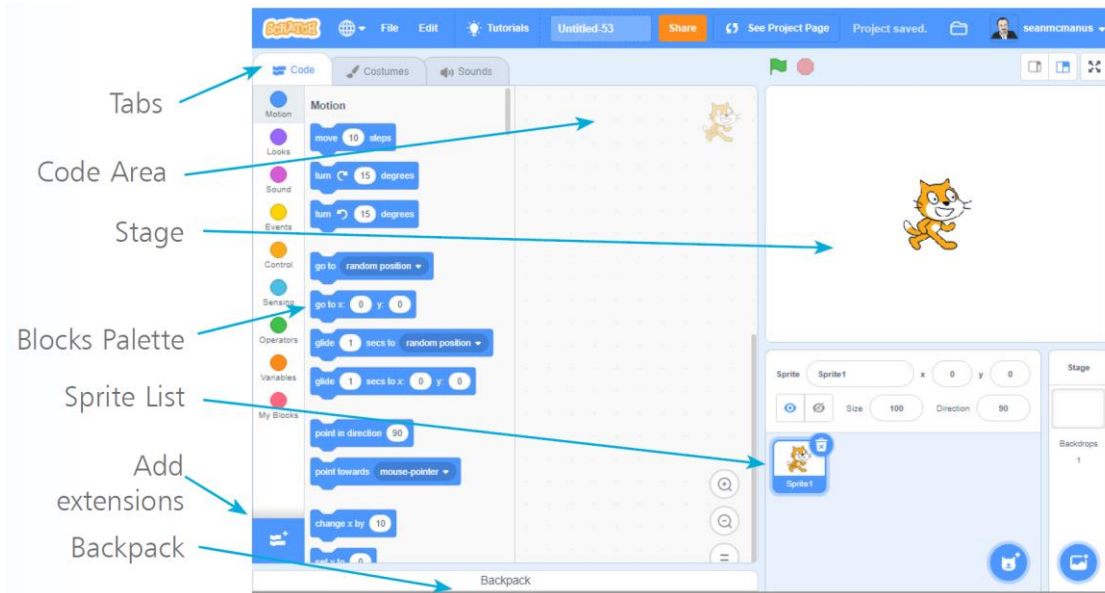 SCRATCH
File
Edit
Tutorials
Untitled-53
Share
See Project Page
Project saved.
seanmcmanus
Tabs
Code Area
Stage
Blocks Palette
Sprite List
Add
extensions
Backpack
Code
Costumes
Sounds
Motion
Looks
Sound
Events
Control
Sensing
Operators
Variables
My Blocks
Motion
move 10 steps
turn 15 degrees
turn 15 degrees
go to random position
go to x: 0 y: 0
glide 1 secs to random position
glide 1 secs to x: 0 y: 0
point in direction 90
point towards mouse-pointer
change x by 10
set x to 0
Backpack
Sprite Sprite1 x 0 y 0
Size 100 Direction 90
Sprite1
Stage
Backdrops
1